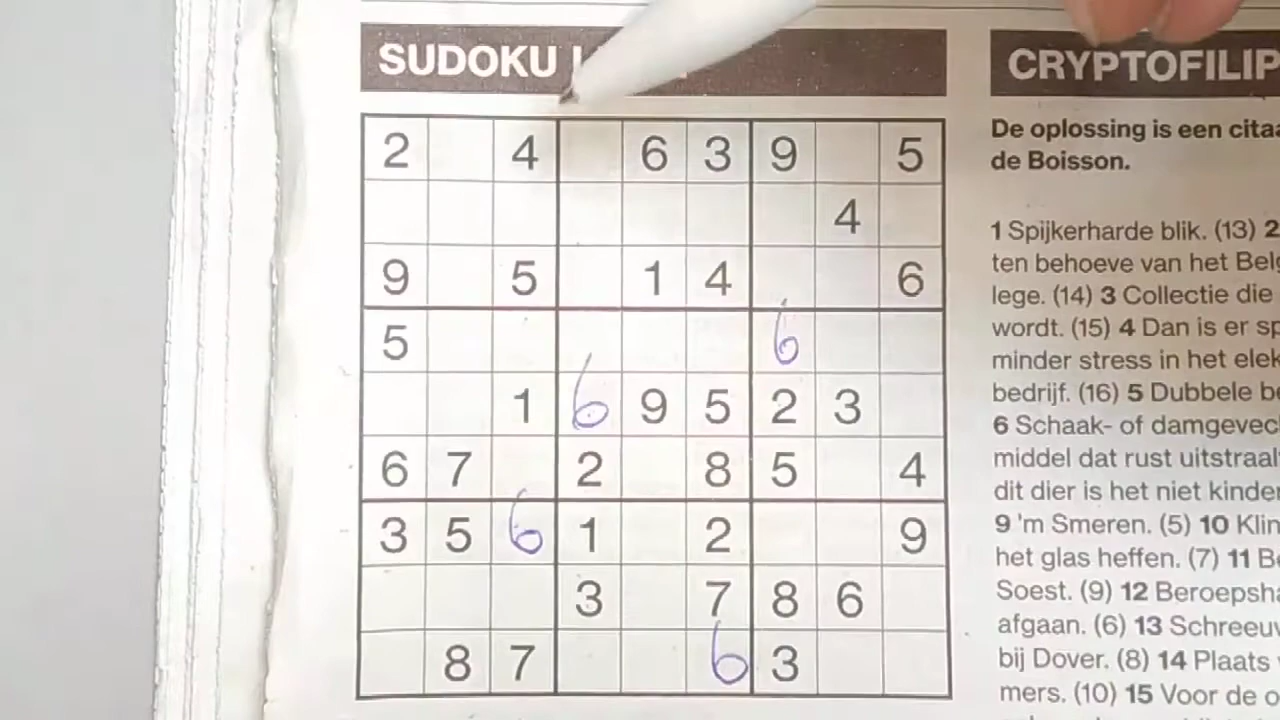 SUDOKU
CRYPTOFILIP
2 4 6 3 9 5
4
9 5 1 4 6
5 6
1 6 9 5 2 3
6 7 2 8 5 4
3 5 6 1 2 9
3 7 8 6
8 7 6 3
De oplossing is een cita
de Boisson.
1 Spijkerharde blik. (13) 2
ten behoeve van het Belg
lege. (14) 3 Collectie die
wordt. (15) 4 Dan is er sp
minder stress in het elek
bedrijf. (16) 5 Dubbele be
6 Schaak- of damgevec
middel dat rust uitstraal
dit dier is het niet kinder
9 'm Smeren. (5) 10 Klin
het glas heffen. (7) 11 Be
Soest. (9) 12 Beroepsha
afgaan. (6) 13 Schreeuw
bij Dover. (8) 14 Plaats
mers. (10) 15 Voor de o